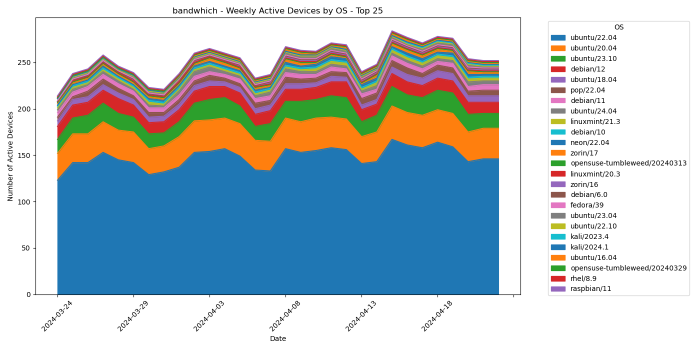 bandwhich - Weekly Active Devices by OS - Top 25
Number of Active Devices
250
200
150
100
50
0
2024-03-24
2024-03-29
2024-04-03
2024-04-08
2024-04-13
2024-04-18
Date
OS
ubuntu/22.04
ubuntu/20.04
ubuntu/23.10
debian/12
ubuntu/18.04
pop/22.04
debian/11
ubuntu/24.04
linuxmint/21.3
debian/10
neon/22.04
zorin/17
opensuse-tumbleweed/20240313
linuxmint/20.3
zorin/16
debian/6.0
fedora/39
ubuntu/23.04
ubuntu/22.10
kali/2023.4
kali/2024.1
ubuntu/16.04
opensuse-tumbleweed/20240329
rhel/8.9
raspbian/11